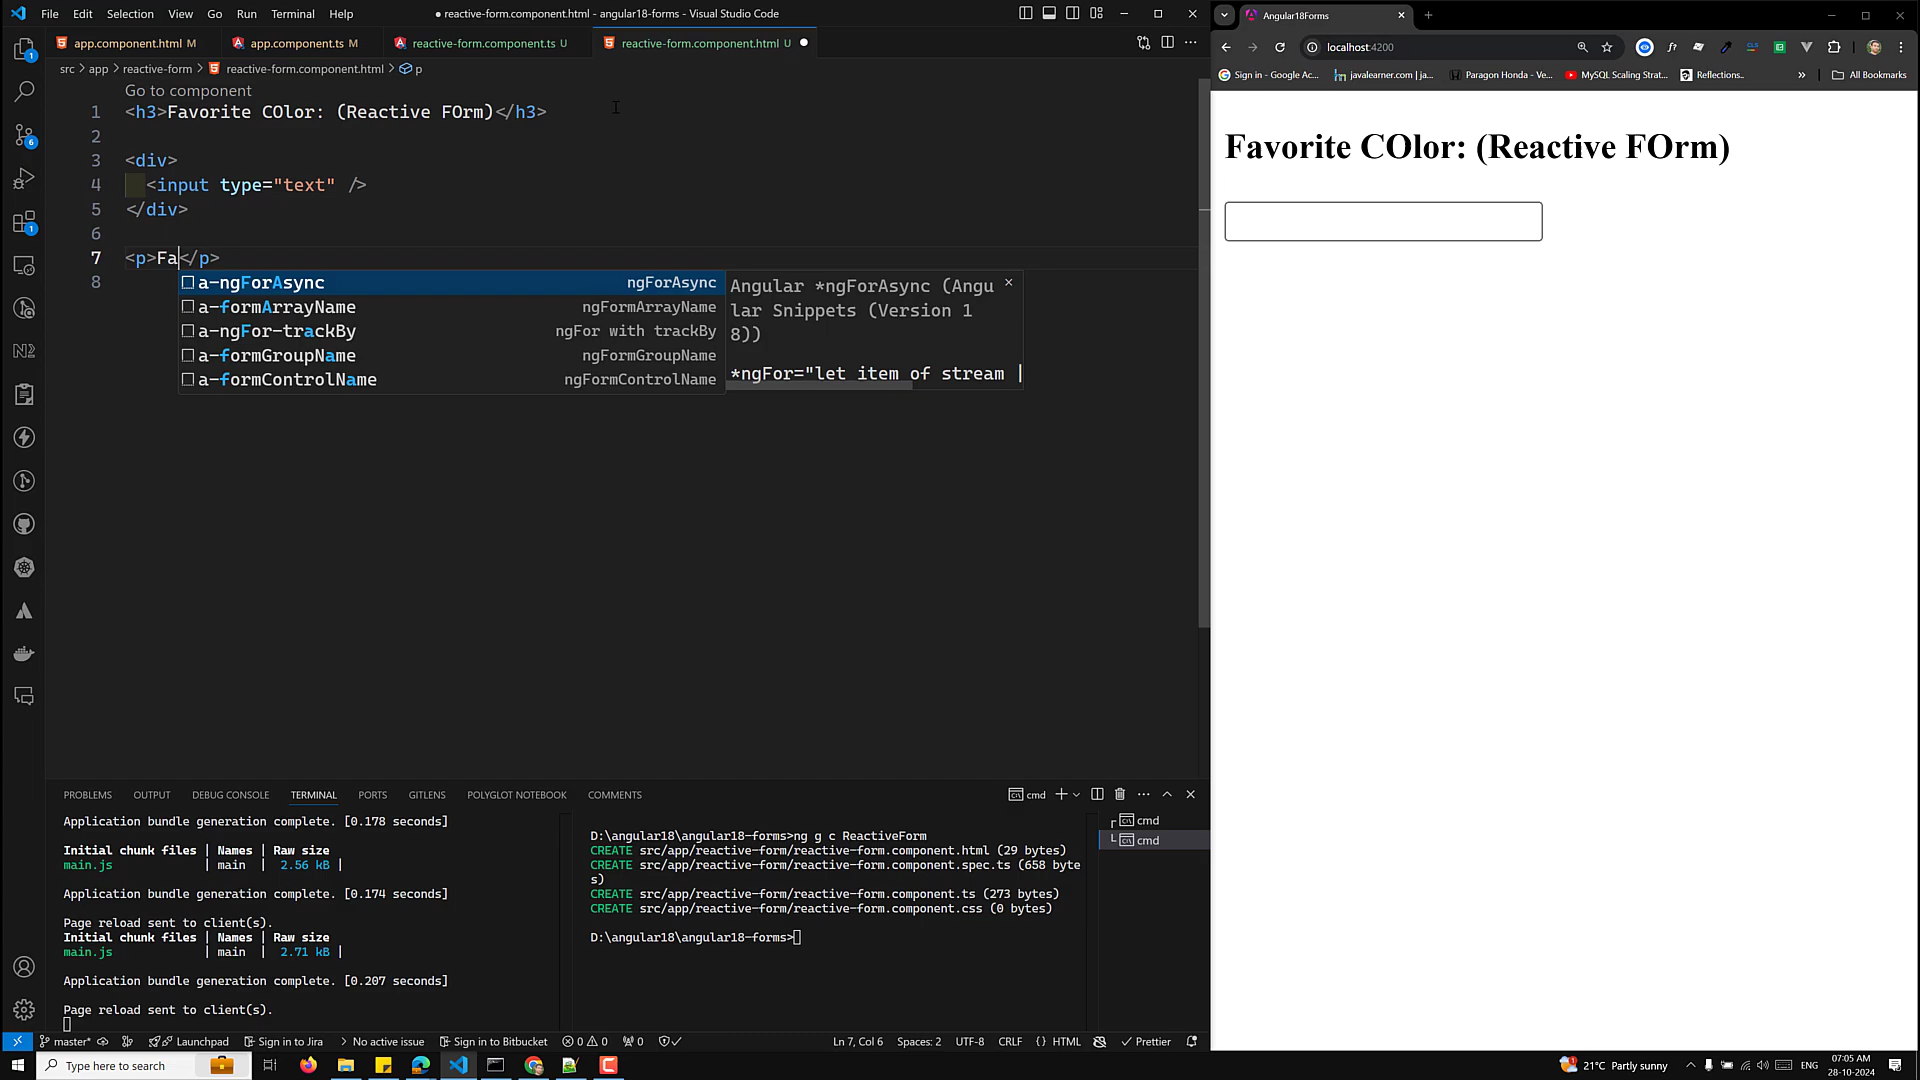 File Edit Selection View Go Run Terminal Help
● reactive-form.component.html - angular18-forms - Visual Studio Code
app.component.html M
app.component.ts M
reactive-form.component.ts U
reactive-form.component.html U
src > app > reactive-form > reactive-form.component.html > p
Go to component
1 <h3>Favorite COlor: (Reactive FOrm)</h3>
2
3 <div>
4 <input type="text" />
5 </div>
6
7 <p>Fa</p>
8
a-ngForAsync ngForAsync
a-formArrayName ngFormArrayName
a-ngFor-trackBy ngFor with trackBy
a-formGroupName ngFormGroupName
a-formControlName ngFormControlName
Angular *ngForAsync (Angu
lar Snippets (Version 1
8))
*ngFor="let item of stream |
PROBLEMS OUTPUT DEBUG CONSOLE TERMINAL PORTS GITLENS POLYGLOT NOTEBOOK COMMENTS
cmd
Application bundle generation complete. [0.178 seconds]
Initial chunk files | Names | Raw size
main.js | main | 2.56 kB |
Application bundle generation complete. [0.174 seconds]
Page reload sent to client(s).
Initial chunk files | Names | Raw size
main.js | main | 2.71 kB |
Application bundle generation complete. [0.207 seconds]
Page reload sent to client(s).
D:\angular18\angular18-forms>ng g c ReactiveForm
CREATE src/app/reactive-form/reactive-form.component.html (29 bytes)
CREATE src/app/reactive-form/reactive-form.component.spec.ts (658 byte
s)
CREATE src/app/reactive-form/reactive-form.component.ts (273 bytes)
CREATE src/app/reactive-form/reactive-form.component.css (0 bytes)
D:\angular18\angular18-forms>
cmd
cmd
master* Launchpad Sign in to Jira No active issue Sign in to Bitbucket 0 0 0
Ln 7, Col 6 Spaces: 2 UTF-8 CRLF {} HTML Prettier
Angular18Forms
localhost:4200
Sign in - Google Ac... javalearner.com | ja... Paragon Honda - Ve... MySQL Scaling Strat... Reflections.. » All Bookmarks
Favorite COlor: (Reactive FOrm)
Type here to search
21°C Partly sunny
ENG
07:05 AM
28-10-2024